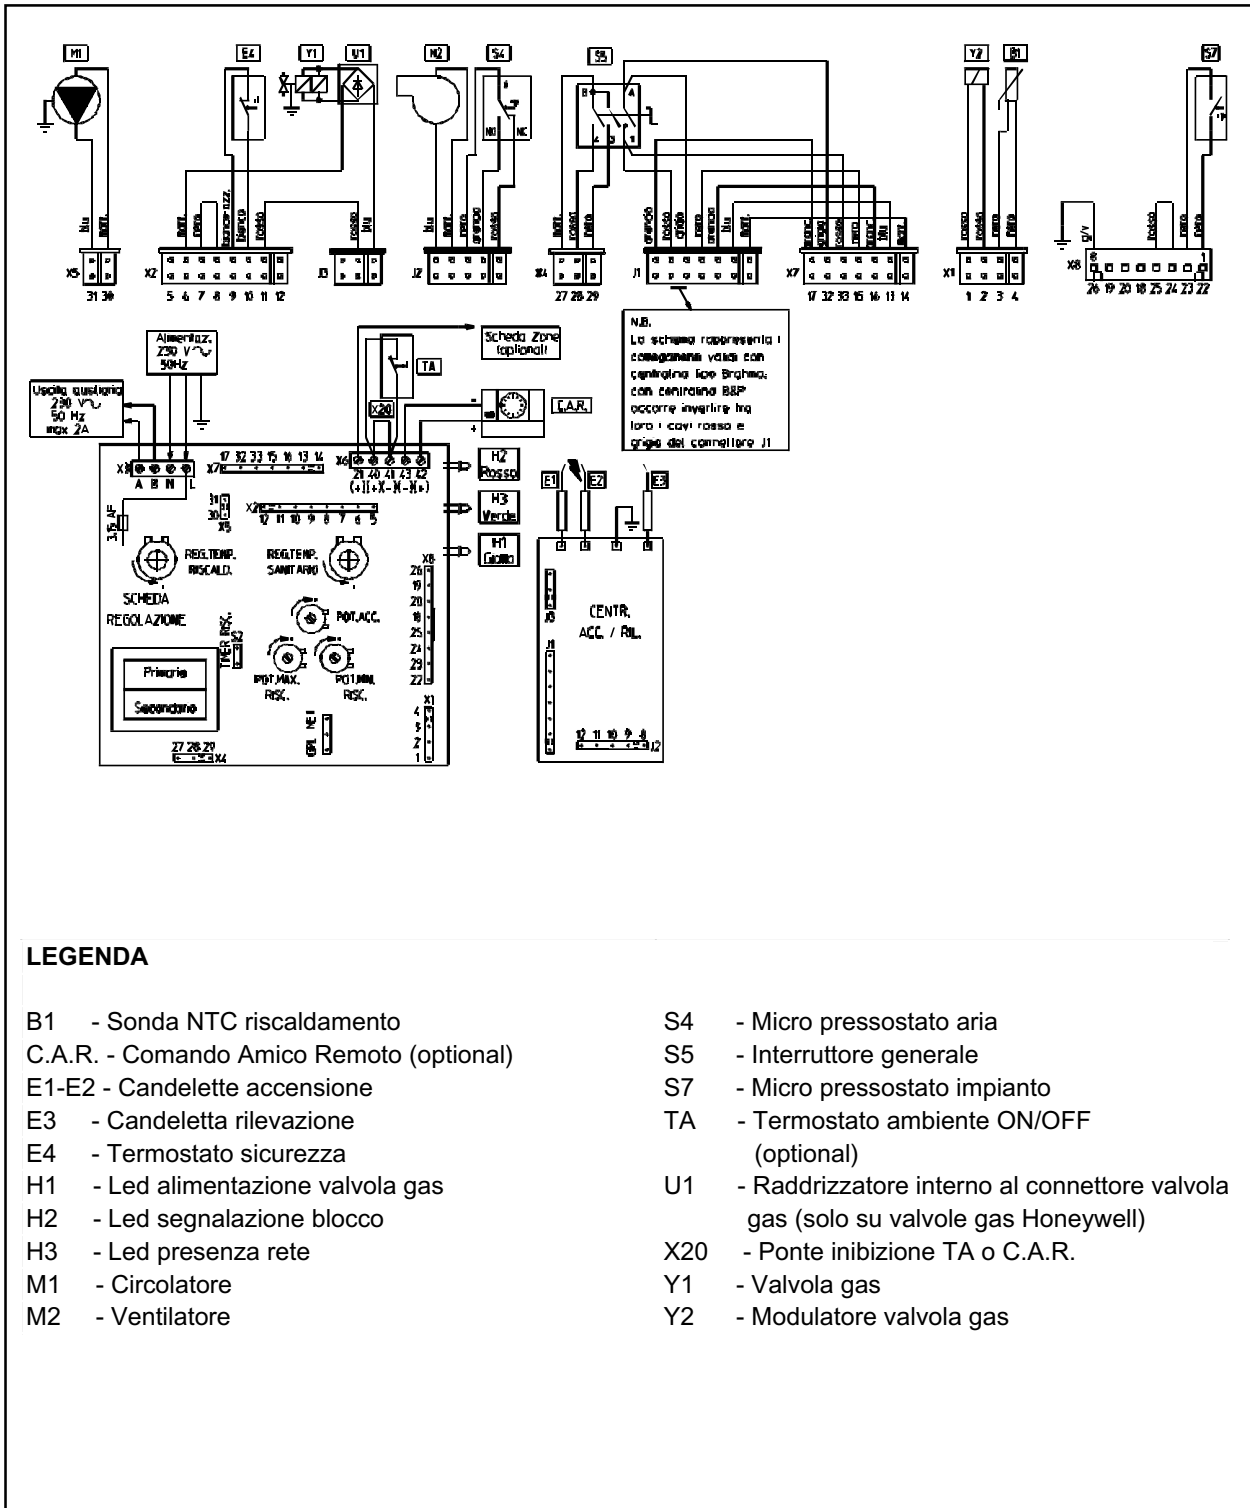 M1
E4
Y1
U1
M2
S4
S5
Y2
B1
S7
B
A
NO
NC
blu
marr.
marr.
nero
bianco
rosso
rosso
blu
blu
marr.
nero
arancio
rosso
nero
arancio
rosso
grigio
nero
arancio
blu
marr.
grigio
rosso
nero
blu
marr.
rosso
rosso
nero
nero
g/v
rosso
nero
nero
X5
X2
J3
J2
X4
J1
X7
X1
X8
31 30
5 6 7 8 9 10 11 12
27 28 29
17 32 33 15 16 13 14
1 2 3 4
26 19 20 18 25 24 23 22
Alimentaz.
230 V
50Hz
Uscita ausiliaria
230 V
50 Hz
max 2A
TA
X20
Scheda Zone
(optional)
C.A.R.
-
+
N.B.
Lo schema rappresenta i
collegamenti validi con
centralina tipo Brahma,
con centralina B&P
occorre invertire tra
loro i cavi rosso e
grigio del connettore J1
A B N L
X7
17 32 33 15 16 13 14
X6
21 40 41 43 42
H2
Rosso
H3
Verde
H1
Giallo
3.15 AF
31
30
X5
X2
12 11 10 9 8 7 6 5
REG.TEMP.
RISCALD.
REG.TEMP.
SANITARIO
SCHEDA
REGOLAZIONE
POT.ACC.
TIMER RISC.
POT.MAX.
RISC.
POT.MIN.
RISC.
Primario
Secondario
GPL MET
27 28 29
X4
X8
26
19
20
18
25
24
23
22
X1
4
3
2
1
E1
E2
E3
J3
J1
CENTR.
ACC. / RIL.
12 11 10 9 8
J2
LEGENDA
B1 - Sonda NTC riscaldamento
C.A.R. - Comando Amico Remoto (optional)
E1-E2 - Candelette accensione
E3 - Candeletta rilevazione
E4 - Termostato sicurezza
H1 - Led alimentazione valvola gas
H2 - Led segnalazione blocco
H3 - Led presenza rete
M1 - Circolatore
M2 - Ventilatore
S4 - Micro pressostato aria
S5 - Interruttore generale
S7 - Micro pressostato impianto
TA - Termostato ambiente ON/OFF
(optional)
U1 - Raddrizzatore interno al connettore valvola
gas (solo su valvole gas Honeywell)
X20 - Ponte inibizione TA o C.A.R.
Y1 - Valvola gas
Y2 - Modulatore valvola gas